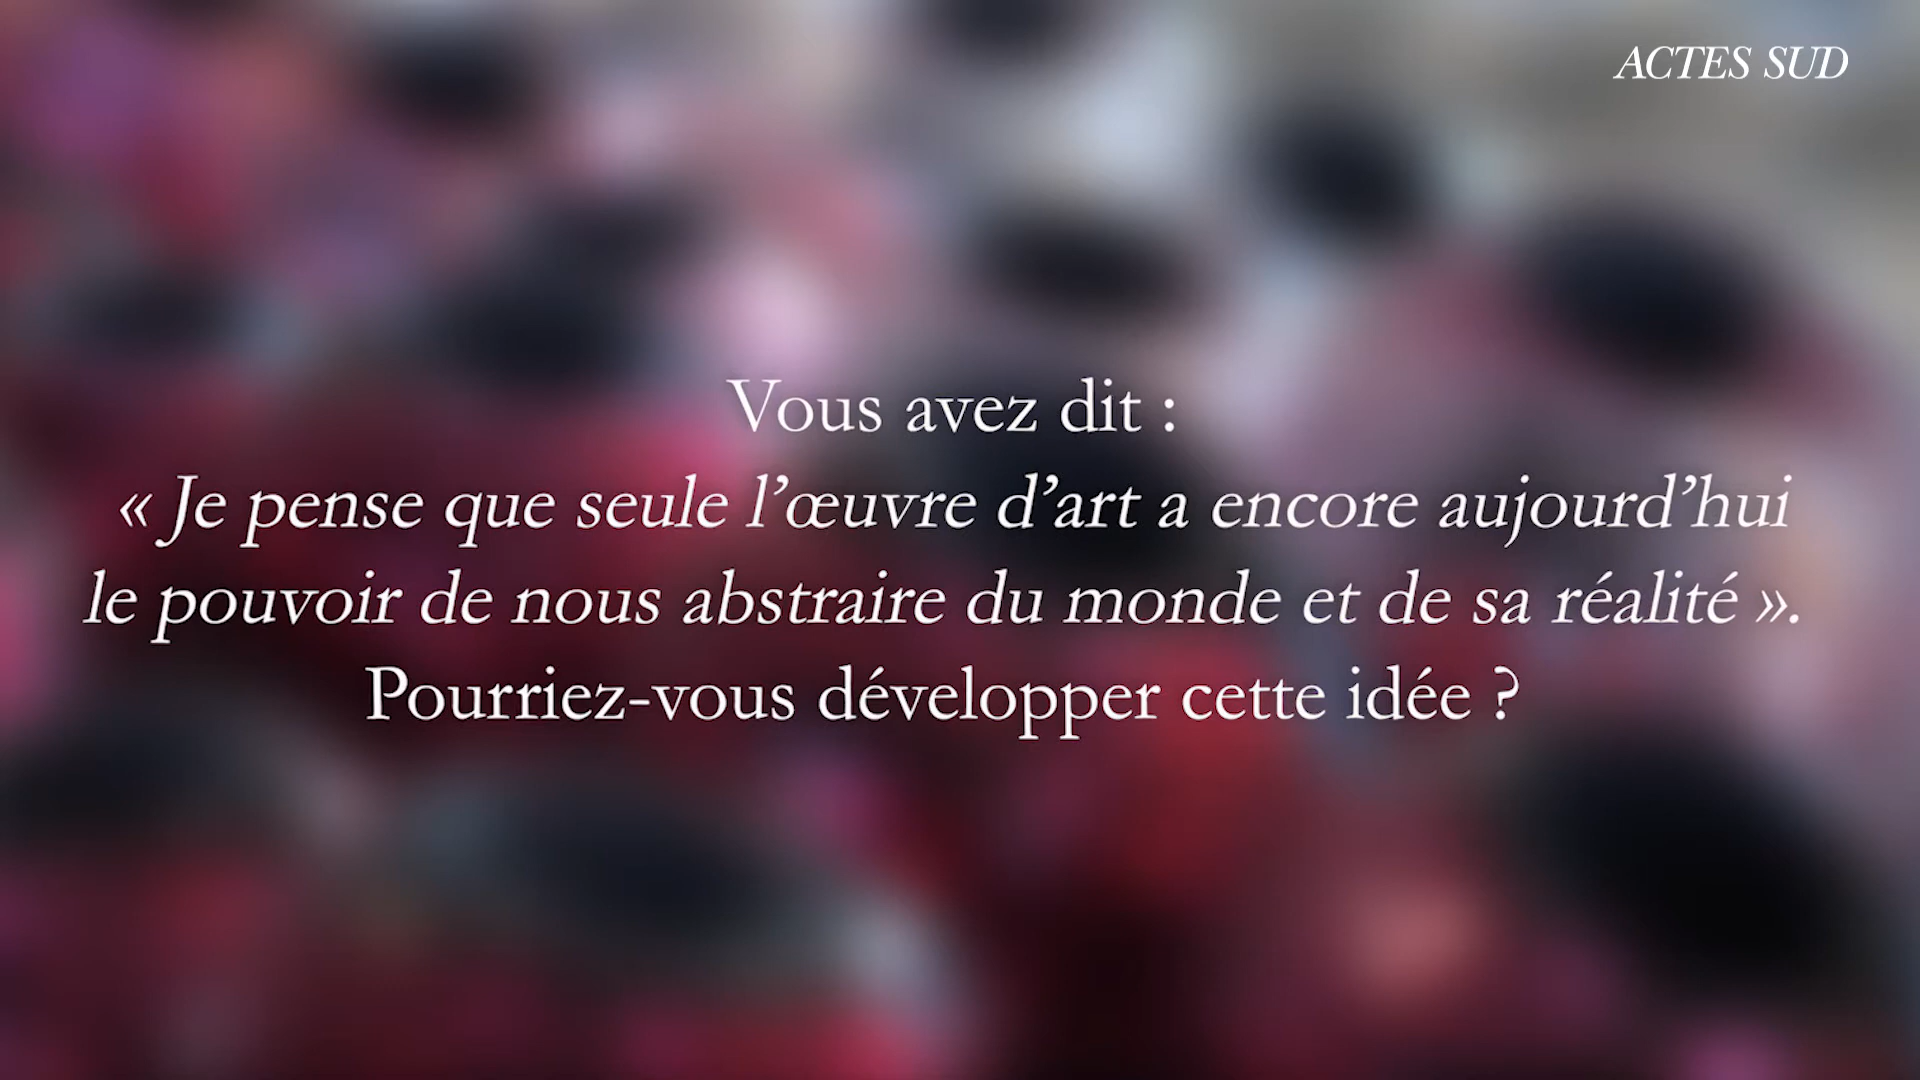 ACTES SUD
Vous avez dit :
« Je pense que seule l’œuvre d’art a encore aujourd’hui
le pouvoir de nous abstraire du monde et de sa réalité ».
Pourriez-vous développer cette idée ?